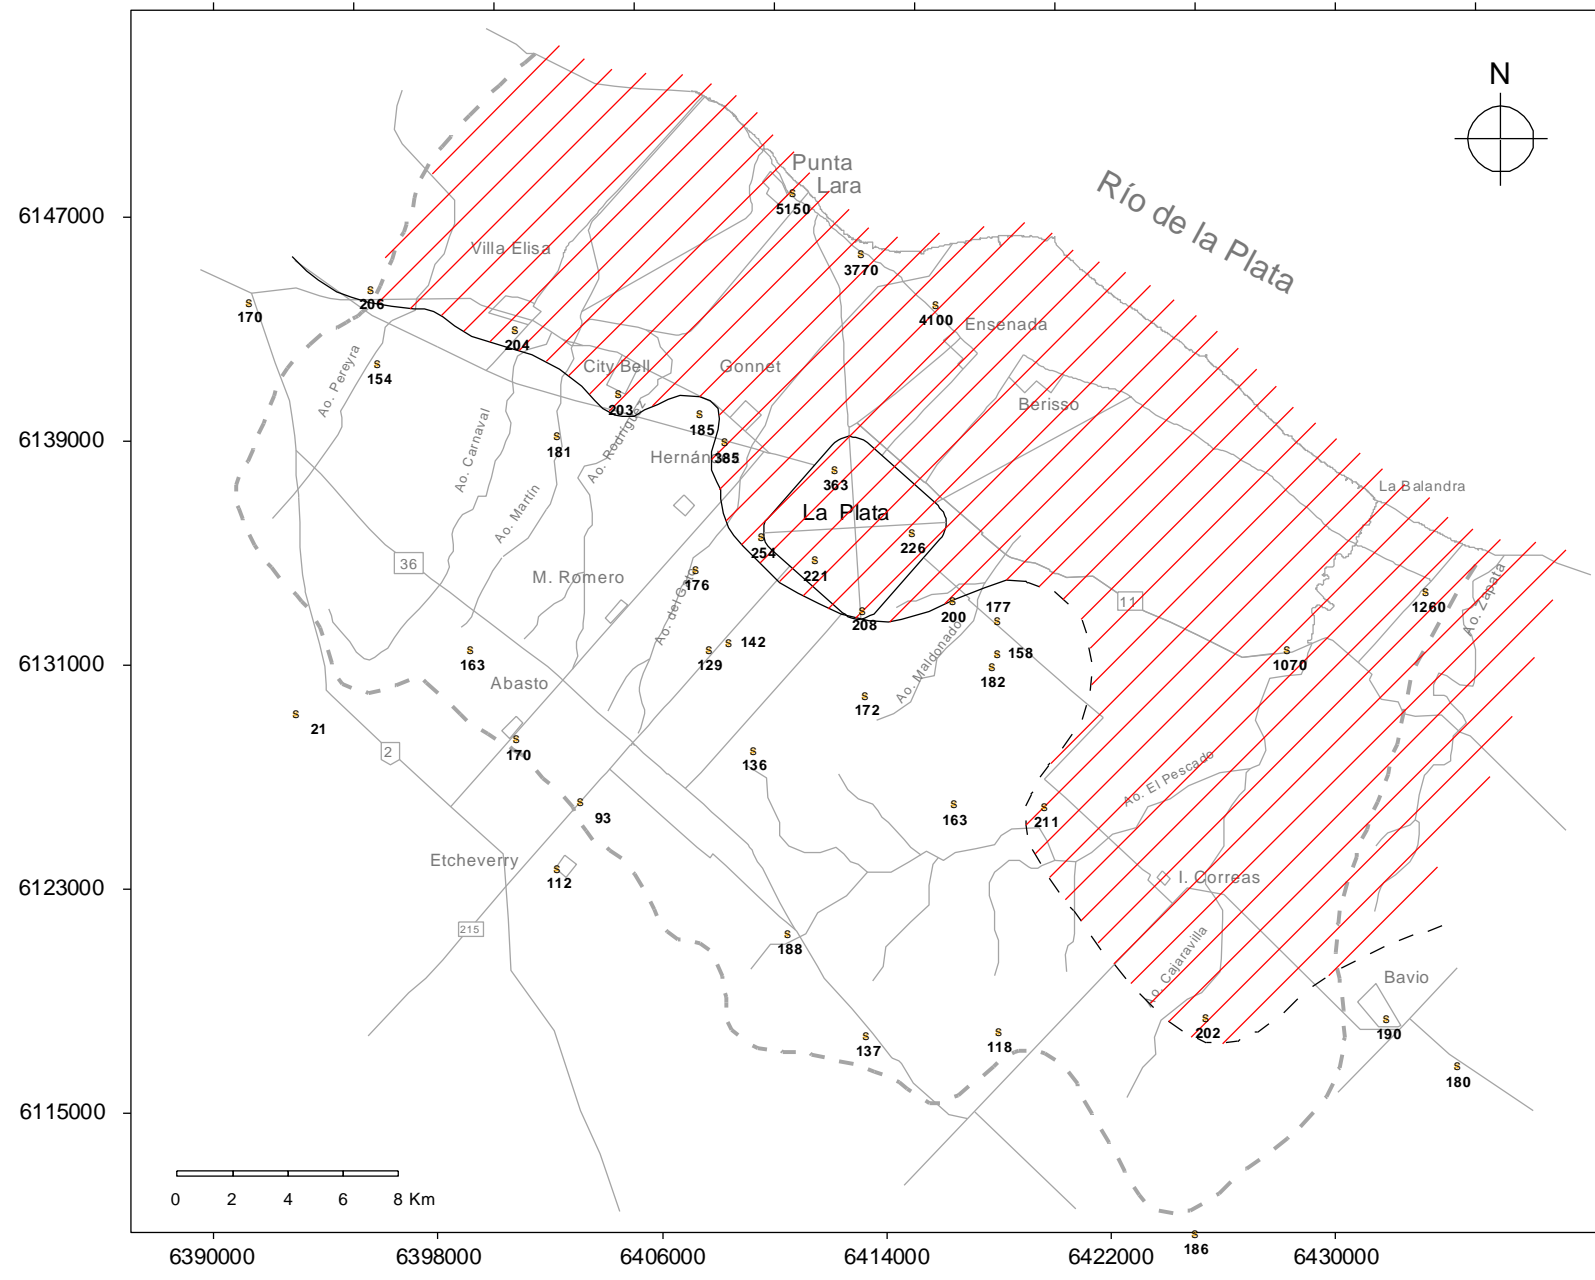 N
Punta
Lara
5150
Río de la Plata
6147000
Villa Elisa
3770
206
170
4100
Ensenada
204
154
Ao. Pereyra
City Bell
Gonnet
203
Berisso
185
6139000
181
Ao. Carnaval
Ao. Rodríguez
363
La Balandra
La Plata
Ao. Martín
254
226
221
36
M. Romero
176
Ao. del Gato
208
200
177
11
1260
Ao. Zapata
Ao. Maldonado
142
158
129
163
182
1070
6131000
Abasto
172
21
2
170
136
Ao. El Pescado
93
163
211
Etcheverry
112
I. Correas
6123000
215
188
Ao. Cajaravilla
Bavio
137
118
202
190
180
6115000
0 2 4 6 8 Km
186
6390000 6398000 6406000 6414000 6422000 6430000